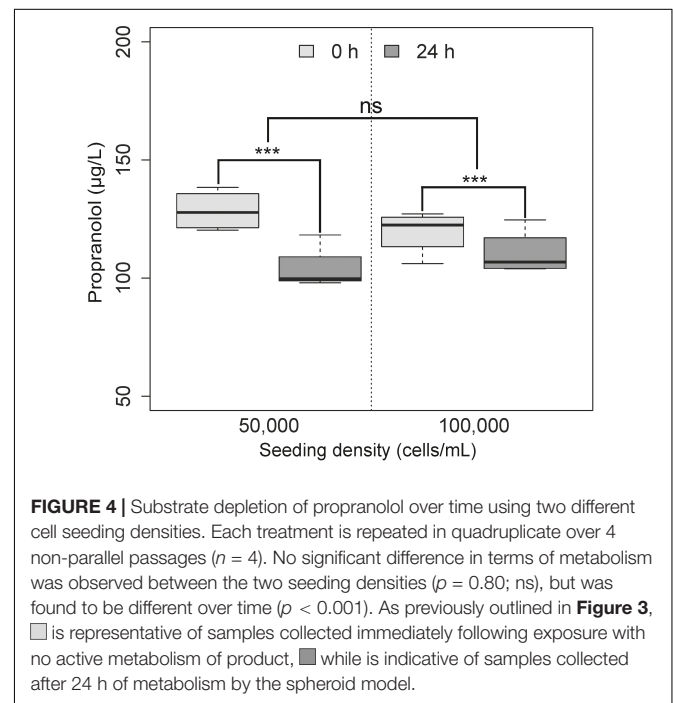 0 h 24 h
ns
***
***
200
150
100
50
Propranolol (µg/L)
50,000 100,000
Seeding density (cells/mL)
FIGURE 4 | Substrate depletion of propranolol over time using two different
cell seeding densities. Each treatment is repeated in quadruplicate over 4
non-parallel passages (n = 4). No significant difference in terms of metabolism
was observed between the two seeding densities (p = 0.80; ns), but was
found to be different over time (p < 0.001). As previously outlined in Figure 3,
is representative of samples collected immediately following exposure with
no active metabolism of product, while is indicative of samples collected
after 24 h of metabolism by the spheroid model.